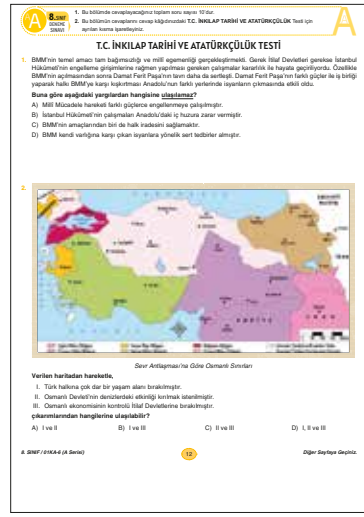 A
8.SINIF
DENEME
SINAVI
1. Bu bölümde cevaplayacağınız toplam soru sayısı 10'dur.
2. Bu bölümdeki cevaplarını cevap kâğıdınızdaki T.C. İNKILAP TARİHİ VE ATATÜRKÇÜLÜK Testi için
ayrılan kısma işaretleyiniz.
A
T.C. İNKILAP TARİHİ VE ATATÜRKÇÜLÜK TESTİ
1. BMM'nin temel amacı tam bağımsızlığı ve milli egemenliği gerçekleştirmekti. Gerek İtilaf Devletleri gerekse İstanbul
Hükûmeti'nin engelleme girişimlerine rağmen yapılması gereken çalışmalar kararlılık ile hayata geçiriliyordu. Özellikle
BMM'nin açılmasından sonra Damat Ferit Paşa'nın tavrı daha da sertleşti. Damat Ferit Paşa'nın farklı güçler ile iş birliği
yaparak halkı BMM'ye karşı kışkırtması Anadolu'nun farklı yerlerinde isyanların çıkmasında etkili oldu.
Buna göre aşağıdaki yargılardan hangisine ulaşılamaz?
A) Millî Mücadele hareketi farklı güçlerce engellenmeye çalışılmıştır.
B) İstanbul Hükûmeti'nin çalışmaları Anadolu'daki iç huzura zarar vermiştir.
C) BMM'nin amaçlarından biri de halk iradesini sağlamaktır.
D) BMM kendi varlığına karşı çıkan isyanlara yönelik sert tedbirler almıştır.
2.
Sevr Antlaşması'na Göre Osmanlı Sınırları
Verilen haritadan hareketle,
I. Türk halkına çok dar bir yaşam alanı bırakılmıştır.
II. Osmanlı Devleti'nin denizlerdeki etkinliği kırılmak istenilmiştir.
III. Osmanlı ekonomisinin kontrolü İtilaf Devletlerine bırakılmıştır.
çıkarımlarından hangilerine ulaşılabilir?
A) I ve II B) I ve III C) II ve III D) I, II ve III
8. SINIF / 01KA-6 (A Serisi) 12 Diğer Sayfaya Geçiniz.